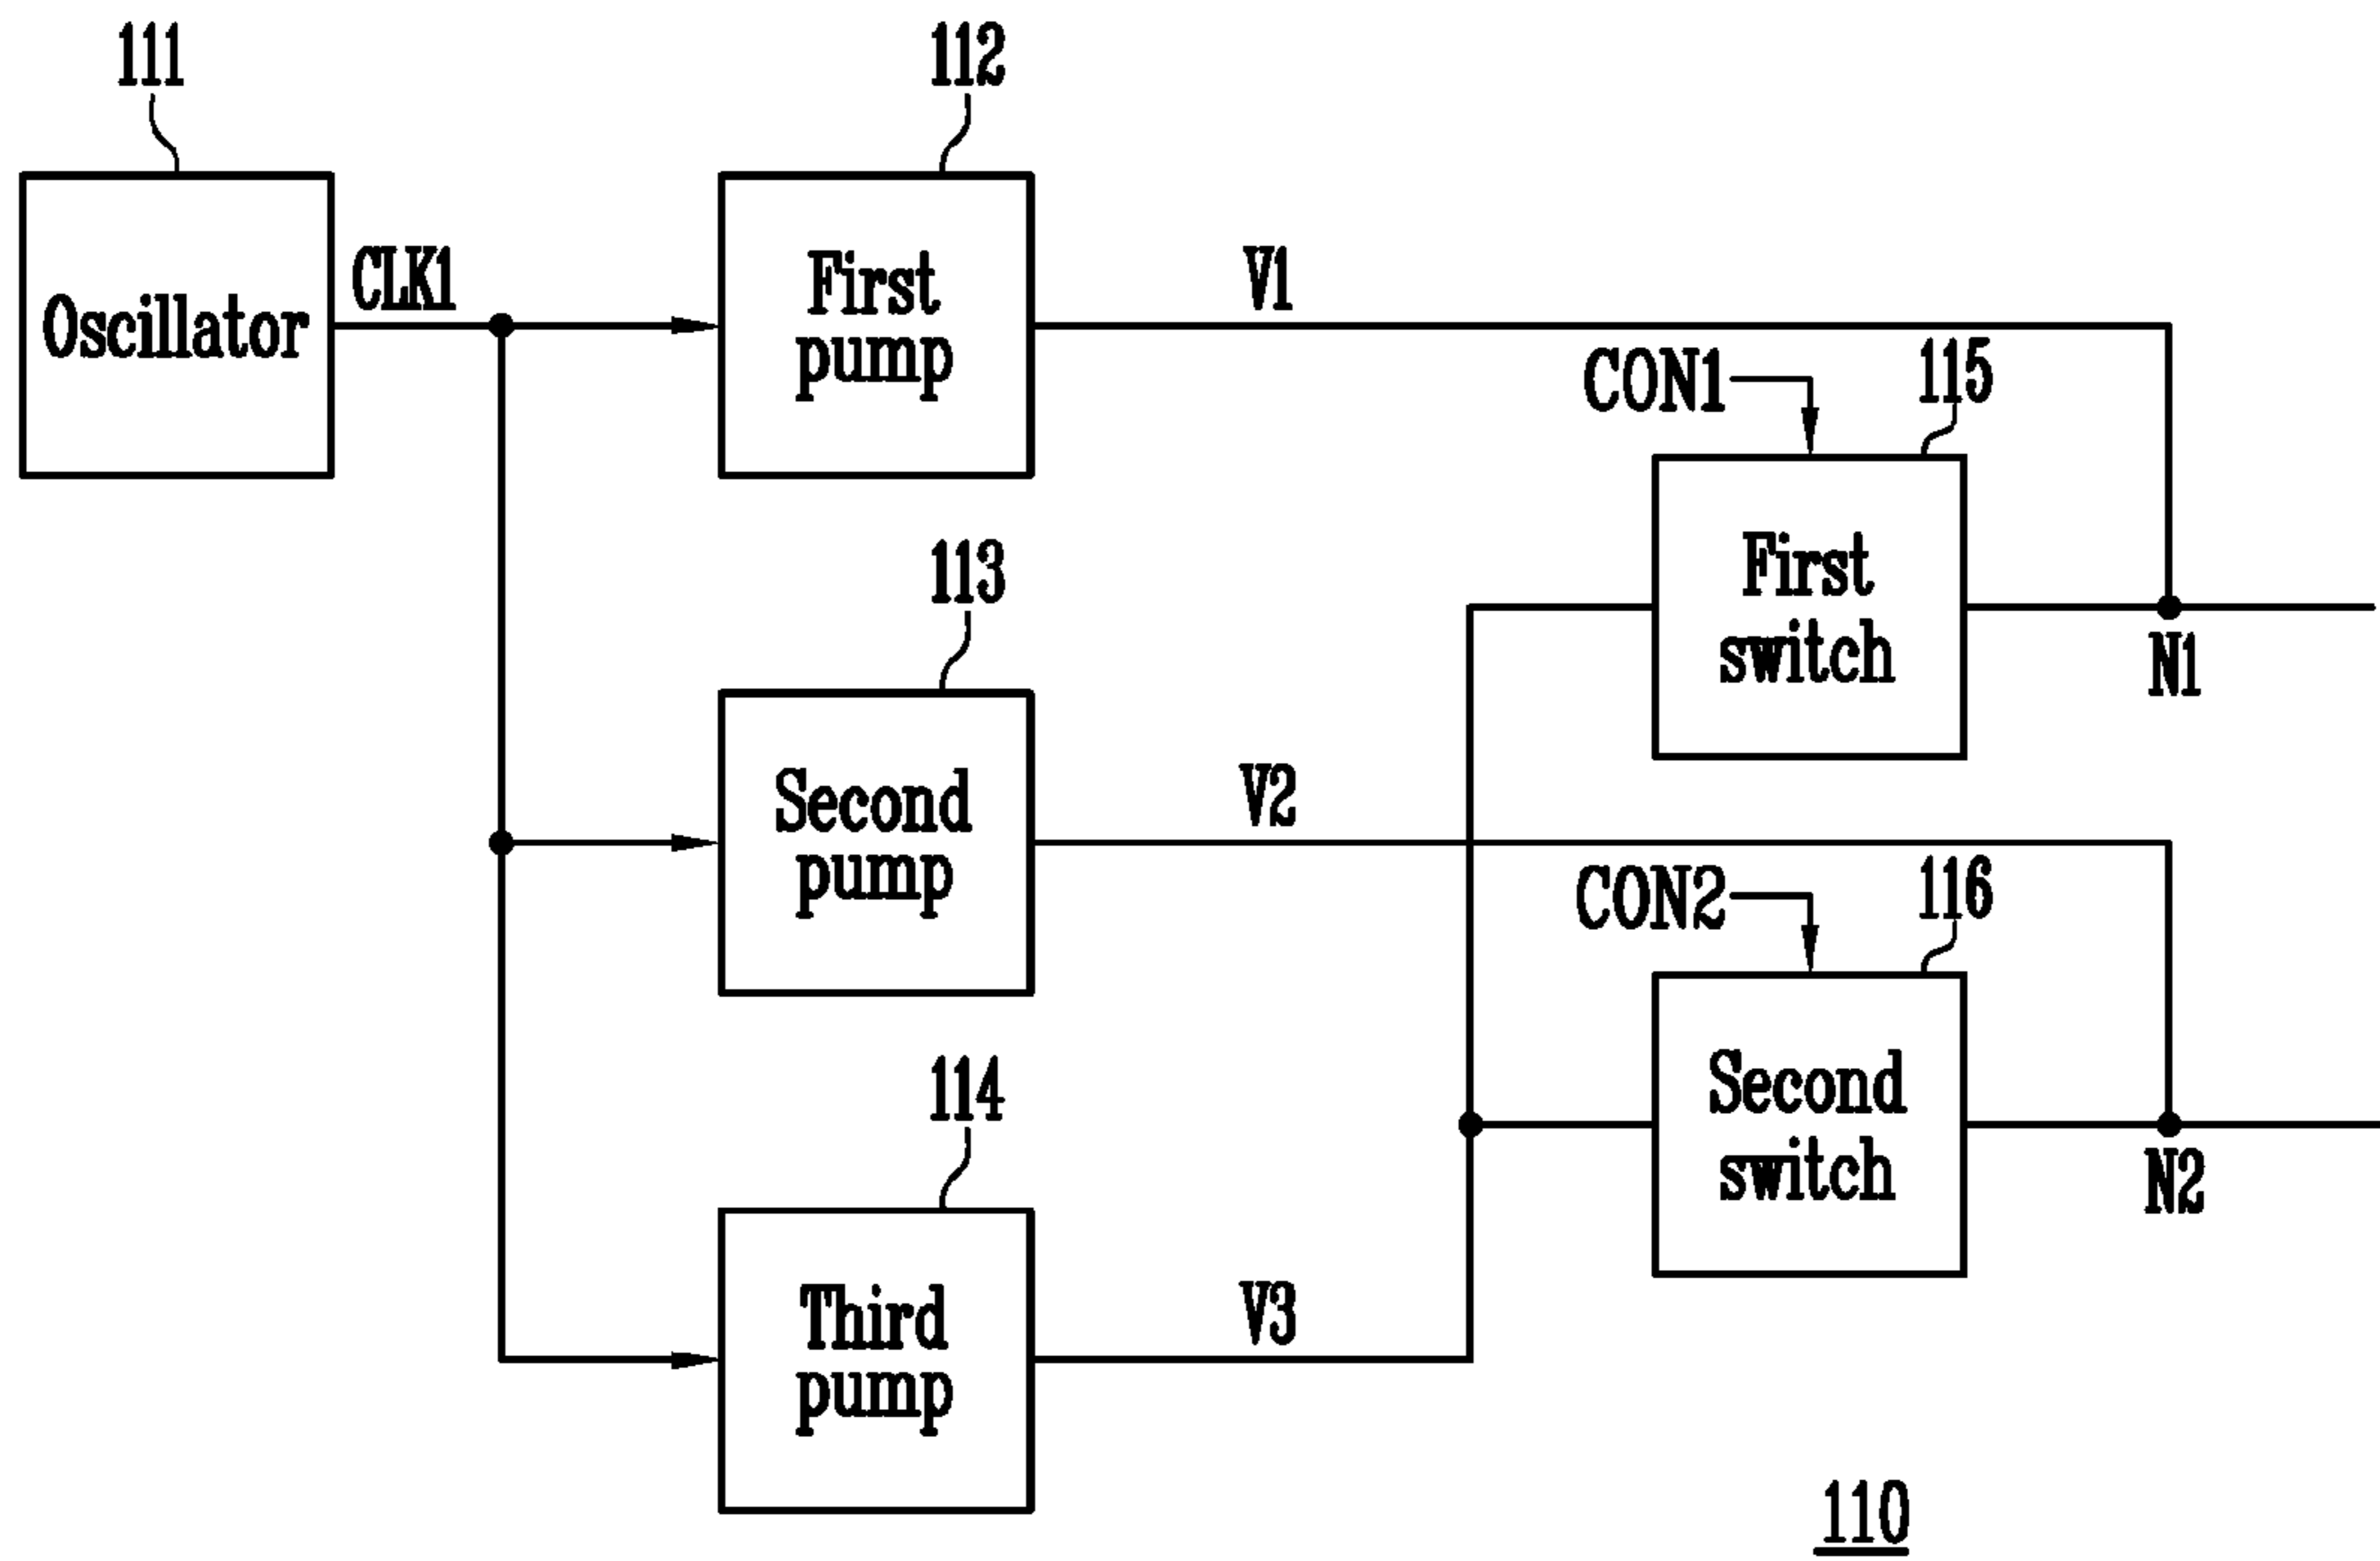 111
112
Oscillator
CLK1
First
pump
V1
CON1
115
First
switch
N1
113
Second
pump
V2
CON2
116
Second
switch
N2
114
Third
pump
V3
110